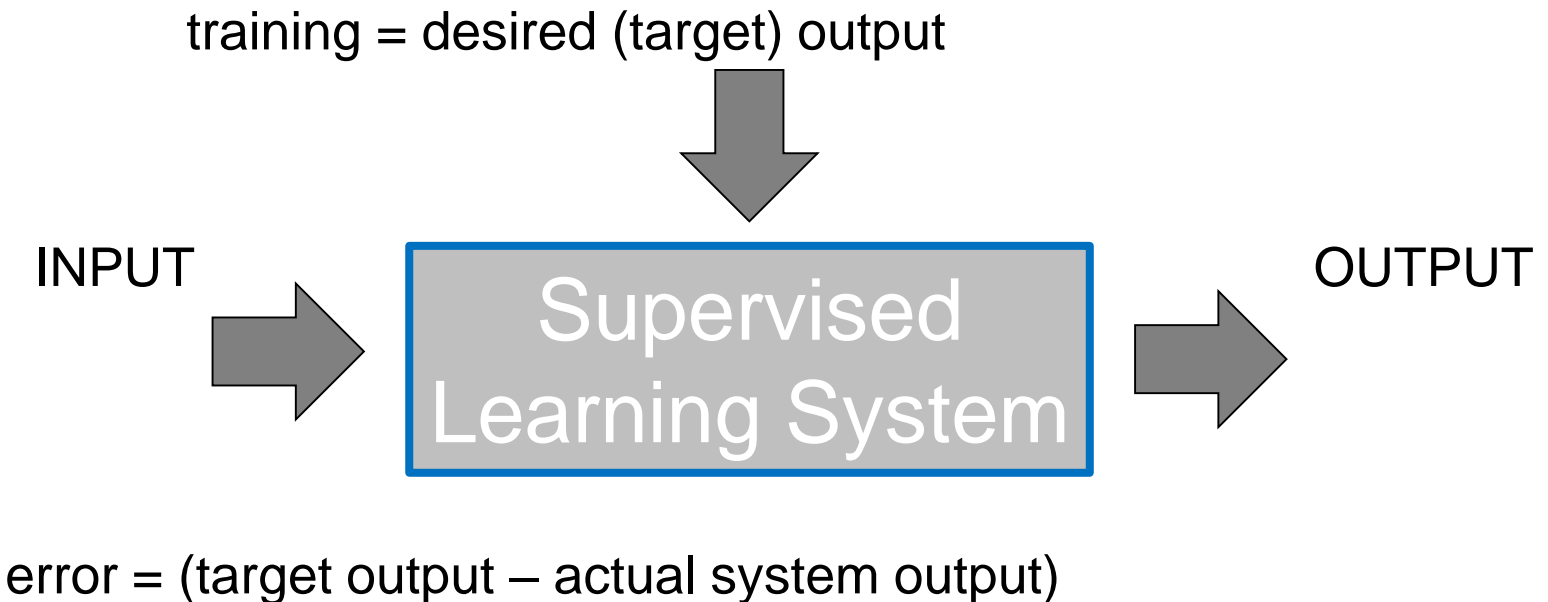 training = desired (target) output
INPUT
OUTPUT
Supervised
Learning System
error = (target output – actual system output)